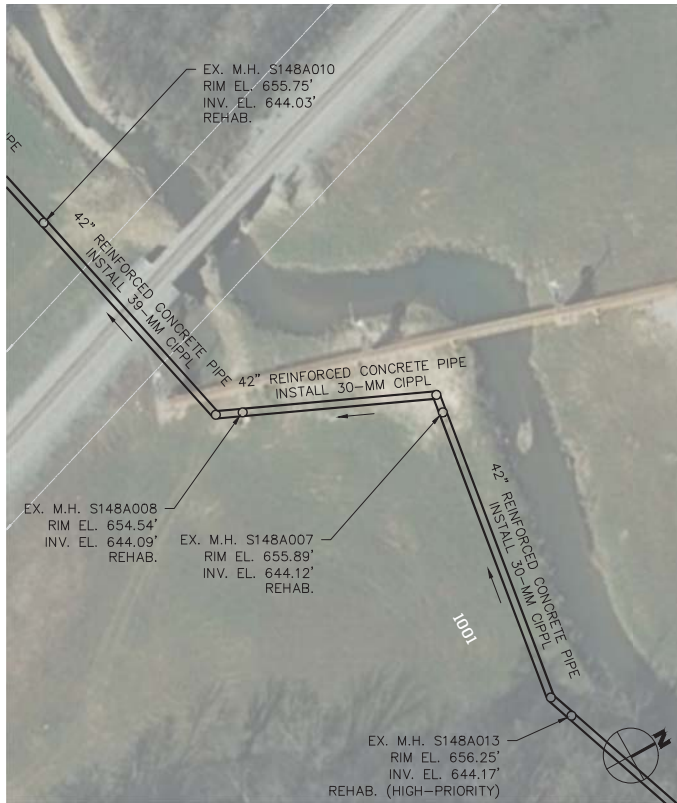 EX. M.H. S148A010
RIM EL. 655.75'
INV. EL. 644.03'
REHAB.
PE
42" REINFORCED CONCRETE PIPE
INSTALL 39-MM CIPPL
42" REINFORCED CONCRETE PIPE
INSTALL 30-MM CIPPL
EX. M.H. S148A008
RIM EL. 654.54'
INV. EL. 644.09'
REHAB.
EX. M.H. S148A007
RIM EL. 655.89'
INV. EL. 644.12'
REHAB.
42" REINFORCED CONCRETE PIPE
INSTALL 30-MM CIPPL
1001
EX. M.H. S148A013
RIM EL. 656.25'
INV. EL. 644.17'
REHAB. (HIGH-PRIORITY)
N